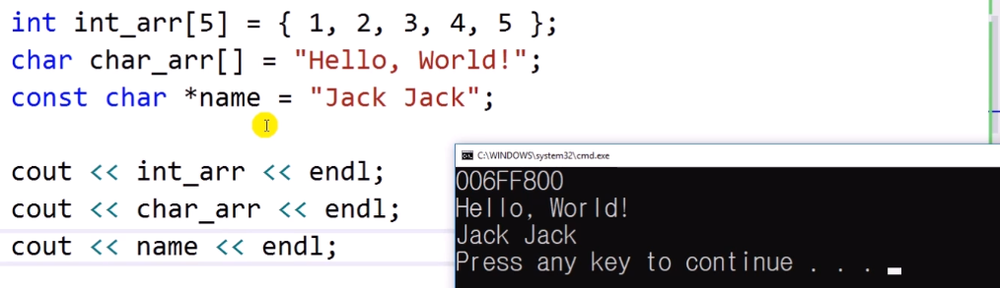 int int_arr[5] = { 1, 2, 3, 4, 5 };
char char_arr[] = "Hello, World!";
const char *name = "Jack Jack";
cout << int_arr << endl;
cout << char_arr << endl;
cout << name << endl;
C:\WINDOWS\system32\cmd.exe
006FF800
Hello, World!
Jack Jack
Press any key to continue . . .